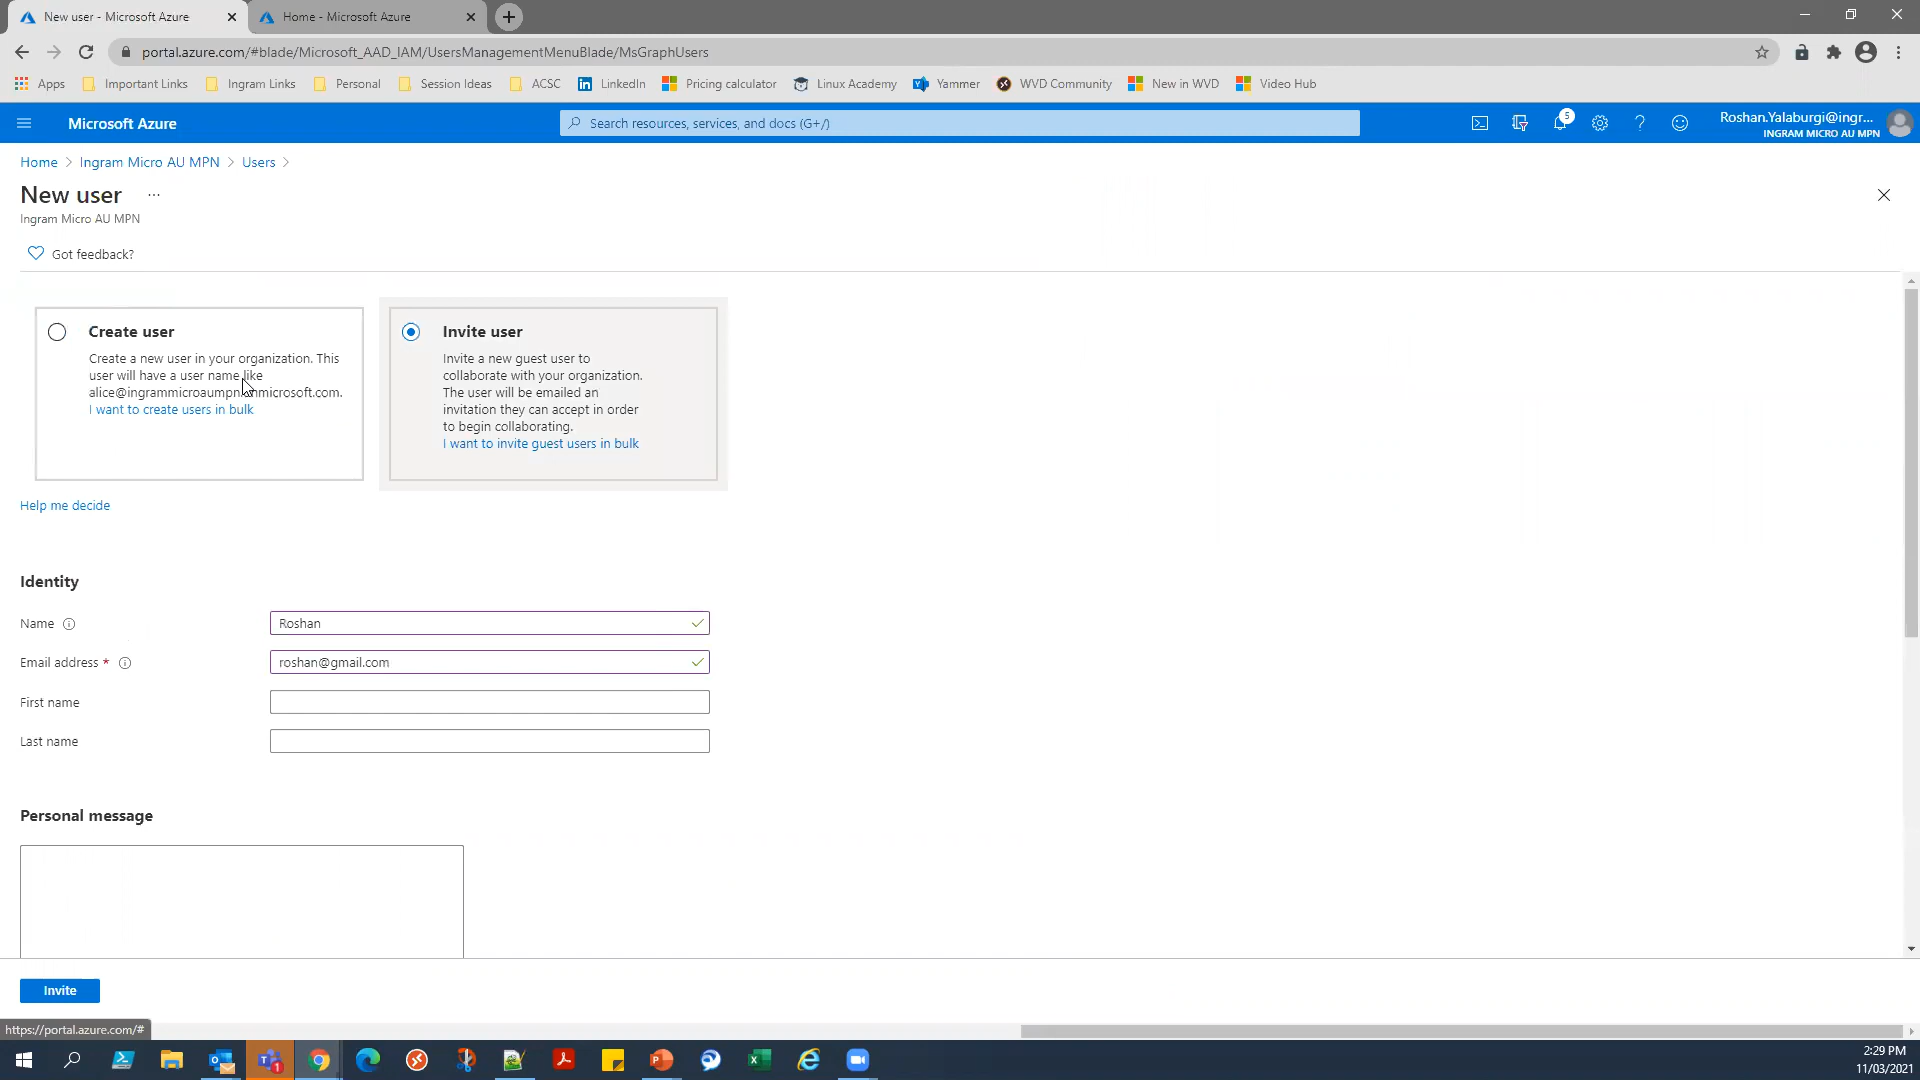 New user - Microsoft Azure
Home - Microsoft Azure
portal.azure.com/#blade/Microsoft_AAD_IAM/UsersManagementMenuBlade/MsGraphUsers
Apps Important Links Ingram Links Personal Session Ideas ACSC LinkedIn Pricing calculator Linux Academy Yammer WVD Community New in WVD Video Hub
Microsoft Azure
Search resources, services, and docs (G+/)
5
Roshan.Yalaburgi@ingr...
INGRAM MICRO AU MPN
Home > Ingram Micro AU MPN > Users >
New user ...
Ingram Micro AU MPN
Got feedback?
Create user
Create a new user in your organization. This
user will have a user name like
alice@ingrammicroaumpn.onmicrosoft.com.
I want to create users in bulk
Invite user
Invite a new guest user to
collaborate with your organization.
The user will be emailed an
invitation they can accept in order
to begin collaborating.
I want to invite guest users in bulk
Help me decide
Identity
Name
Roshan
Email address *
roshan@gmail.com
First name
Last name
Personal message
Invite
https://portal.azure.com/#
2:29 PM
11/03/2021